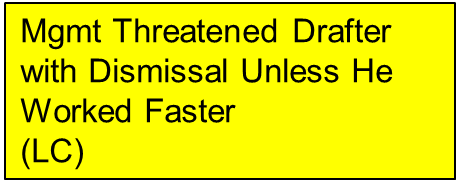 Mgmt Threatened Drafter
with Dismissal Unless He
Worked Faster
(LC)